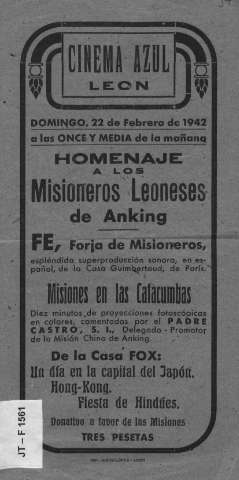 CINEMA AZUL
LEON
DOMINGO, 22 de Febrero de 1942
a las ONCE Y MEDIA de la mañana
HOMENAJE
A LOS
Misioneros Leoneses
de Anking
FE, Forja de Misioneros,
espléndida superproducción sonora, en es-
pañol, de la Casa Guimbertaud, de París.
Misiones en las Catacumbas
Diez minutos de proyecciones fotoscópicas
en colores, comentadas por el PADRE
CASTRO, S. I., Delegado - Promotor
de la Misión China de Anking.
De la Casa FOX:
Un día en la capital del Japón.
Hong-Kong.
Fiesta de Hindúes.
Donativo a favor de las Misiones
TRES PESETAS
JT - F 1561